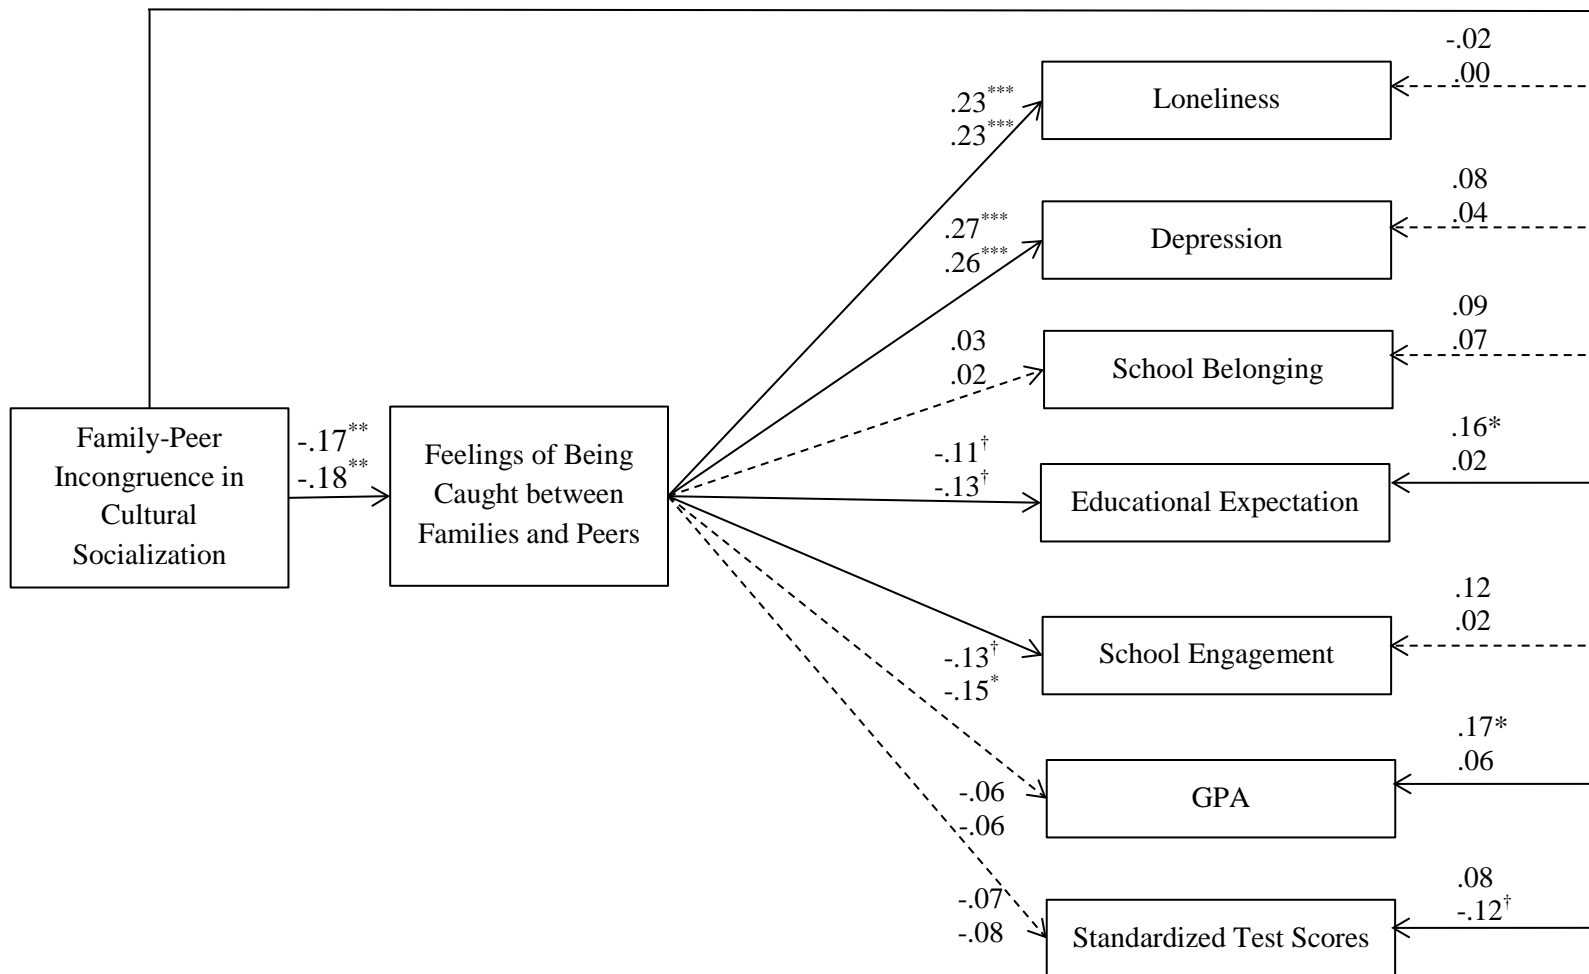 Family-Peer
Incongruence in
Cultural
Socialization
-.17**
-.18**
Feelings of Being
Caught between
Families and Peers
.23***
.23***
Loneliness
-.02
.00
.27***
.26***
Depression
.08
.04
.03
.02
School Belonging
.09
.07
-.11†
-.13†
Educational Expectation
.16*
.02
-.13†
-.15*
School Engagement
.12
.02
-.06
-.06
GPA
.17*
.06
-.07
-.08
Standardized Test Scores
.08
-.12†